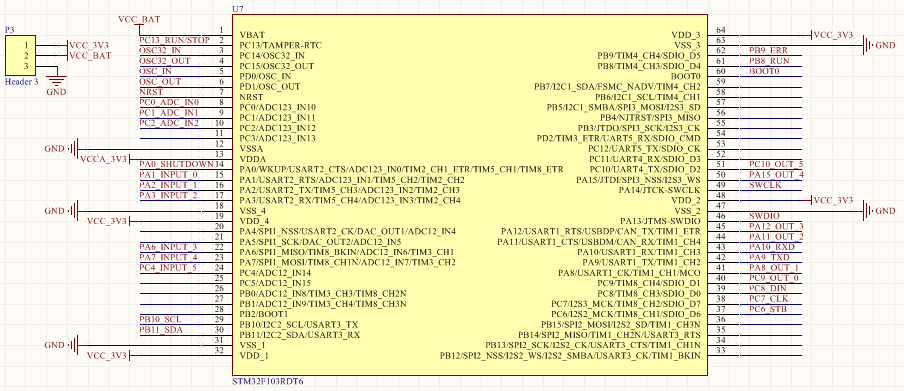 U7
VCC_BAT
P3
1 VCC_3V3
2 VCC_BAT
3
Header 3
GND
1 VBAT
PC13_RUN/STOP 2 PC13/TAMPER-RTC
OSC32_IN 3 PC14/OSC32_IN
OSC32_OUT 4 PC15/OSC32_OUT
OSC_IN 5 PD0/OSC_IN
OSC_OUT 6 PD1/OSC_OUT
NRST 7 NRST
PC0_ADC_IN0 8 PC0/ADC123_IN10
PC1_ADC_IN1 9 PC1/ADC123_IN11
PC2_ADC_IN2 10 PC2/ADC123_IN12
11 PC3/ADC123_IN13
GND 12 VSSA
VCCA_3V3 13 VDDA
PA0_SHUTDOWN 14 PA0/WKUP/USART2_CTS/ADC123_IN0/TIM2_CH1_ETR/TIM5_CH1/TIM8_ETR
PA1_INPUT_0 15 PA1/USART2_RTS/ADC123_IN1/TIM5_CH2/TIM2_CH2
PA2_INPUT_1 16 PA2/USART2_TX/TIM5_CH3/ADC123_IN2/TIM2_CH3
PA3_INPUT_2 17 PA3/USART2_RX/TIM5_CH4/ADC123_IN3/TIM2_CH4
GND 18 VSS_4
VCC_3V3 19 VDD_4
20 PA4/SPI1_NSS/USART2_CK/DAC_OUT1/ADC12_IN4
21 PA5/SPI1_SCK/DAC_OUT2/ADC12_IN5
PA6_INPUT_3 22 PA6/SPI1_MISO/TIM8_BKIN/ADC12_IN6/TIM3_CH1
PA7_INPUT_4 23 PA7/SPI1_MOSI/TIM8_CH1N/ADC12_IN7/TIM3_CH2
PC4_INPUT_5 24 PC4/ADC12_IN14
25 PC5/ADC12_IN15
26 PB0/ADC12_IN8/TIM3_CH3/TIM8_CH2N
27 PB1/ADC12_IN9/TIM3_CH4/TIM8_CH3N
28 PB2/BOOT1
PB10_SCL 29 PB10/I2C2_SCL/USART3_TX
PB11_SDA 30 PB11/I2C2_SDA/USART3_RX
GND 31 VSS_1
VCC_3V3 32 VDD_1
VDD_3 64 VCC_3V3
VSS_3 63 GND
PB9/TIM4_CH4/SDIO_D5 62 PB9_ERR
PB8/TIM4_CH3/SDIO_D4 61 PB8_RUN
BOOT0 60 BOOT0
PB7/I2C1_SDA/FSMC_NADV/TIM4_CH2 59
PB6/I2C1_SCL/TIM4_CH1 58
PB5/I2C1_SMBA/SPI3_MOSI/I2S3_SD 57
PB4/NJTRST/SPI3_MISO 56
PB3/JTDO/SPI3_SCK/I2S3_CK 55
PD2/TIM3_ETR/UART5_RX/SDIO_CMD 54
PC12/UART5_TX/SDIO_CK 53
PC11/UART4_RX/SDIO_D3 52
PC10/UART4_TX/SDIO_D2 51 PC10_OUT_5
PA15/JTDI/SPI3_NSS/I2S3_WS 50 PA15_OUT_4
PA14/JTCK-SWCLK 49 SWCLK
VDD_2 48 VCC_3V3
VSS_2 47 GND
PA13/JTMS-SWDIO 46 SWDIO
PA12/USART1_RTS/USBDP/CAN_TX/TIM1_ETR 45 PA12_OUT_3
PA11/USART1_CTS/USBDM/CAN_RX/TIM1_CH4 44 PA11_OUT_2
PA10/USART1_RX/TIM1_CH3 43 PA10_RXD
PA9/USART1_TX/TIM1_CH2 42 PA9_TXD
PA8/USART1_CK/TIM1_CH1/MCO 41 PA8_OUT_1
PC9/TIM8_CH4/SDIO_D1 40 PC9_OUT_0
PC8/TIM8_CH3/SDIO_D0 39 PC8_DIN
PC7/I2S3_MCK/TIM8_CH2/SDIO_D7 38 PC7_CLK
PC6/I2S2_MCK/TIM8_CH1/SDIO_D6 37 PC6_STB
PB15/SPI2_MOSI/I2S2_SD/TIM1_CH3N 36
PB14/SPI2_MISO/TIM1_CH2N/USART3_RTS 35
PB13/SPI2_SCK/I2S2_CK/USART3_CTS/TIM1_CH1N 34
PB12/SPI2_NSS/I2S2_WS/I2C2_SMBA/USART3_CK/TIM1_BKIN 33
STM32F103RDT6